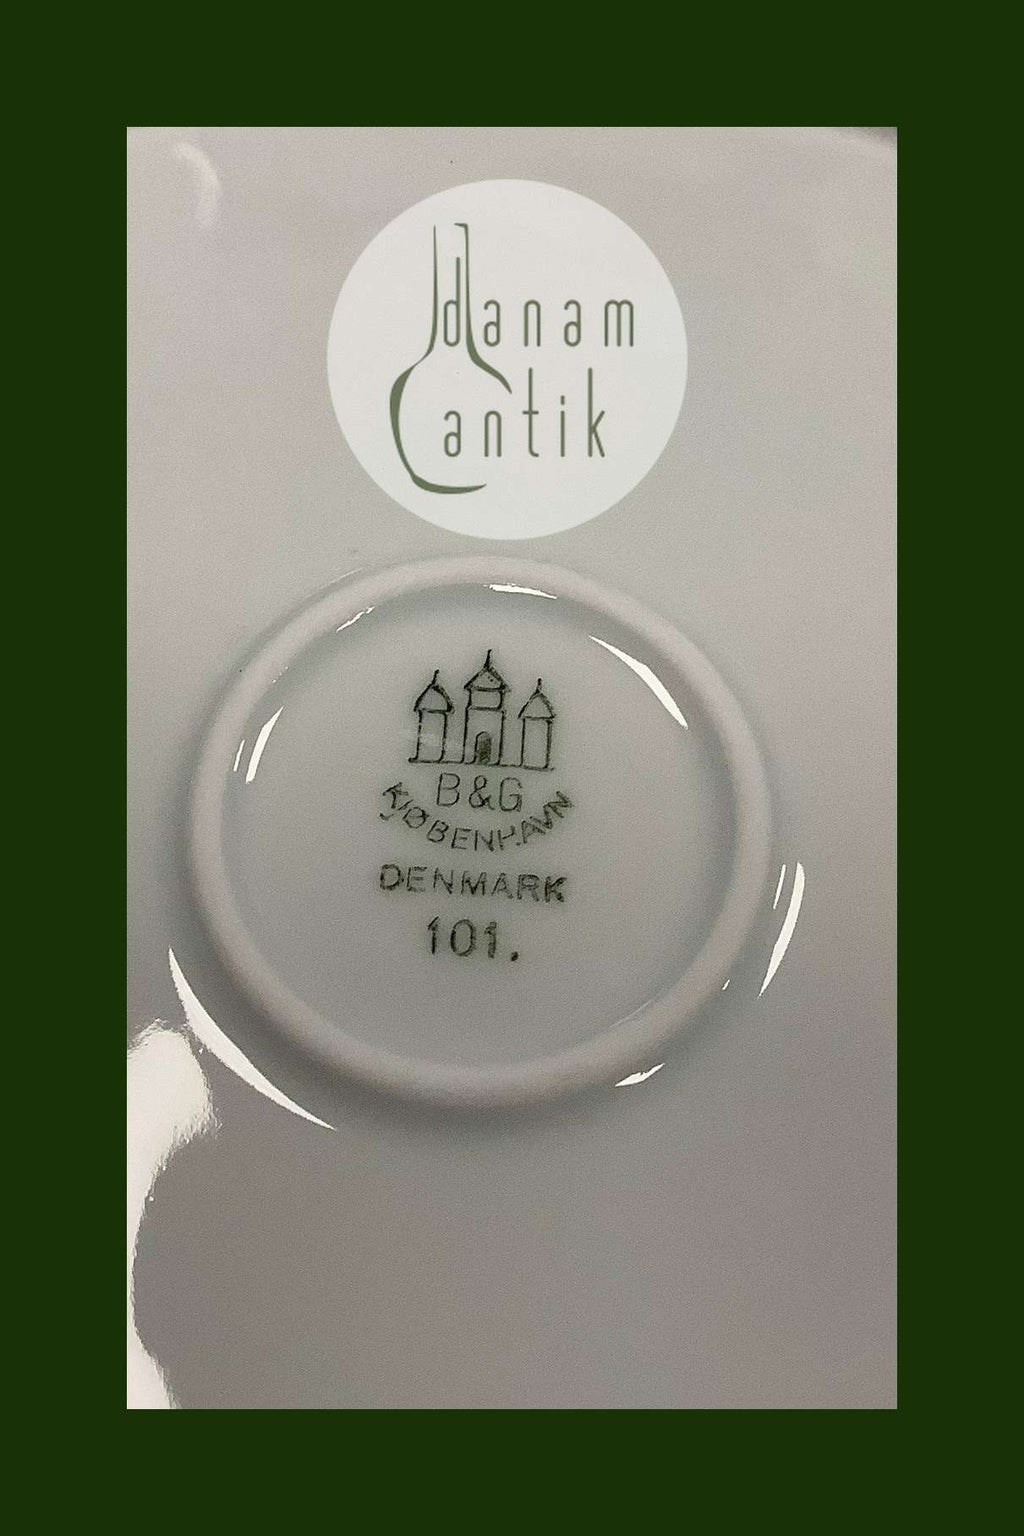 danam
antik
B&G
KJØBENHAVN
DENMARK
101.